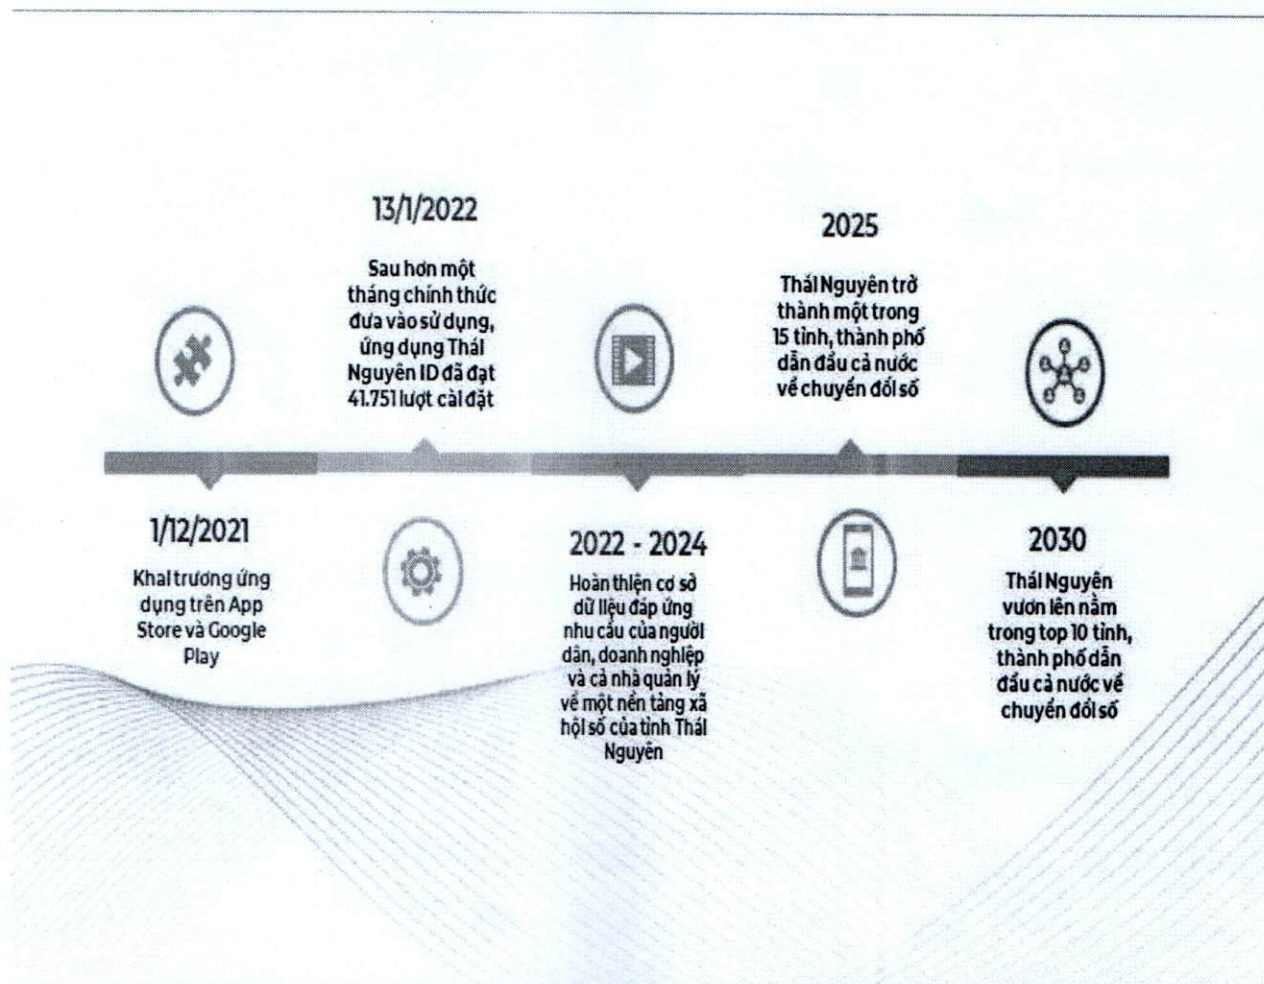 1/12/2021
Khai trương ứng
dụng trên App
Store và Google
Play
13/1/2022
Sau hơn một
tháng chính thức
đưa vào sử dụng,
ứng dụng Thái
Nguyên ID đã đạt
41.751 lượt cài đặt
2022 - 2024
Hoàn thiện cơ sở
dữ liệu đáp ứng
nhu cầu của người
dân, doanh nghiệp
và cả nhà quản lý
về một nền tảng xã
hội số của tỉnh Thái
Nguyên
2025
Thái Nguyên trở
thành một trong
15 tỉnh, thành phố
dẫn đầu cả nước
về chuyển đổi số
2030
Thái Nguyên
vươn lên nằm
trong top 10 tỉnh,
thành phố dẫn
đầu cả nước về
chuyển đổi số